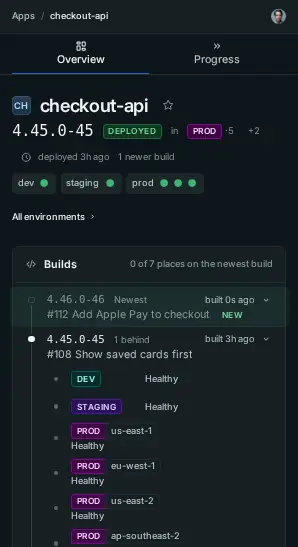 Apps / checkout-api
Overview
Progress
CH checkout-api
4.45.0-45 DEPLOYED in PROD ·5 +2
deployed 3h ago 1 newer build
dev
staging
prod
All environments ›
Builds 0 of 7 places on the newest build
4.46.0-46 Newest built 0s ago
#112 Add Apple Pay to checkout NEW
4.45.0-45 1 behind built 3h ago
#108 Show saved cards first
DEV Healthy
STAGING Healthy
PROD us-east-1
Healthy
PROD eu-west-1
Healthy
PROD us-east-2
Healthy
PROD ap-southeast-2